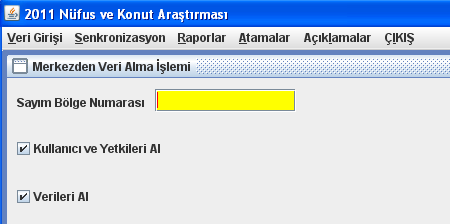 2011 Nüfus ve Konut Araştırması
Veri Girişi Senkronizasyon Raporlar Atamalar Açıklamalar ÇIKIŞ
Merkezden Veri Alma İşlemi
Sayım Bölge Numarası
Kullanıcı ve Yetkileri Al
Verileri Al